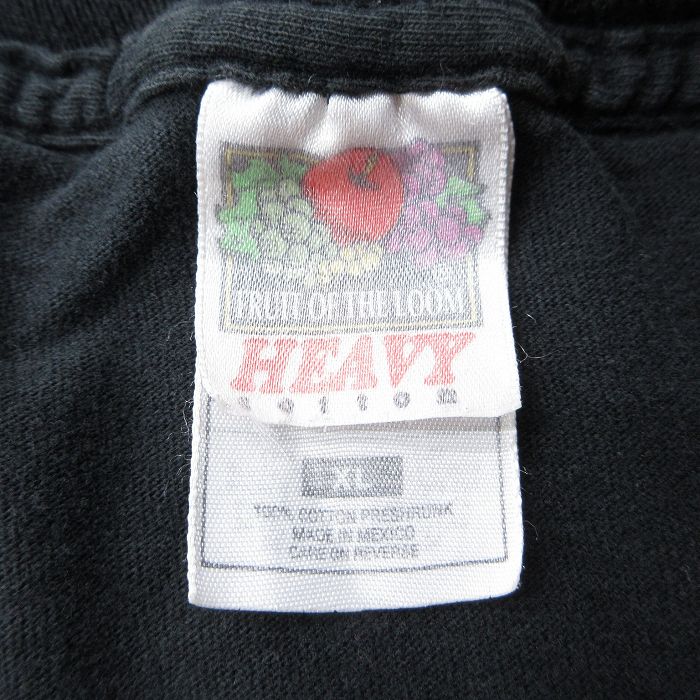 FRUIT OF THE LOOM
HEAVY
cotton
XL
100% COTTON PRESHRUNK
MADE IN MEXICO
CARE ON REVERSE